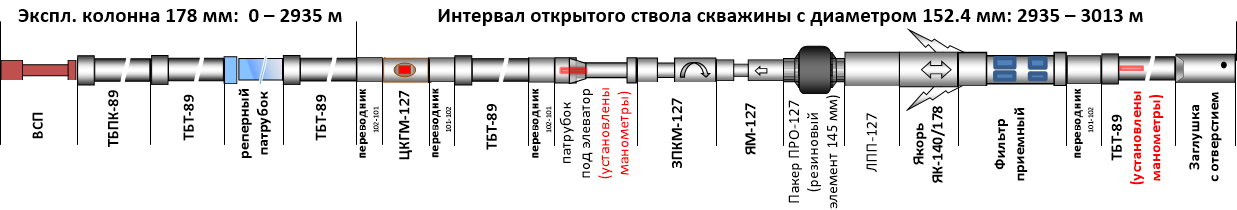 Экспл. колонна 178 мм: 0 – 2935 м
Интервал открытого ствола скважины с диаметром 152.4 мм: 2935 – 3013 м
ВСП
ТБПК-89
ТБТ-89
реперный
патрубок
ТБТ-89
переводник
102-101
ЦКГМ-127
переводник
101-102
ТБТ-89
переводник
102-101
патрубок
под элеватор
(установлены
манометры)
ЗПКМ-127
ЯМ-127
Пакер ПРО-127
(резиновый
элемент 145 мм)
ЛПП-127
Якорь
ЯК-140/178
Фильтр
приемный
переводник
101-102
ТБТ-89
(установлены
манометры)
Заглушка
с отверстием